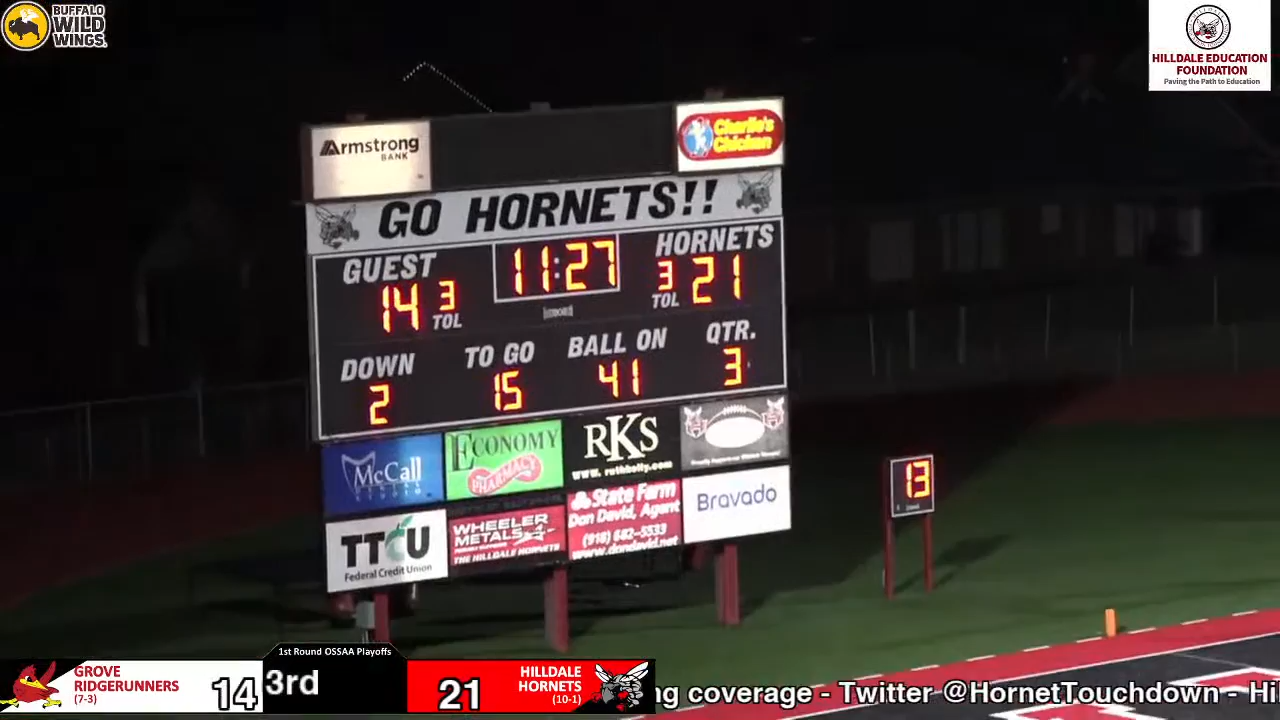 BUFFALO
WILD
WINGS
HILLDALE EDUCATION
FOUNDATION
Paving the Path to Education
Armstrong
BANK
Charlie's
Chicken
GO HORNETS!!
GUEST
11:27
HORNETS
14 3
TOL
3 21
TOL
DOWN
TO GO
BALL ON
QTR.
2
15
41
3
McCall
ECONOMY
PHARMACY
RKS
www.ruthkelly.com
TTCU
Federal Credit Union
WHEELER
METALS
THE HILLDALE HORNETS
State Farm
Don David, Agent
(918) 682-5533
www.dondavid.net
Bravado
13
1st Round OSSAA Playoffs
GROVE
RIDGERUNNERS
(7-3)
14
3rd
21
HILLDALE
HORNETS
(10-1)
g coverage - Twitter @HornetTouchdown - Hi